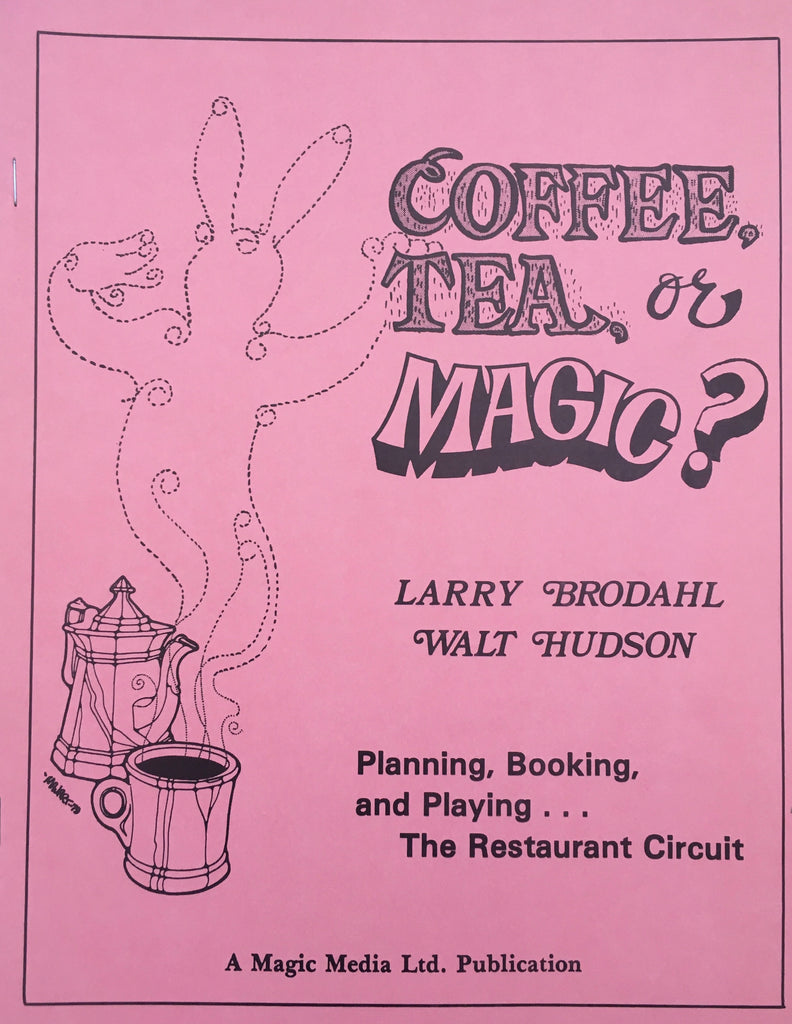 COFFEE,
TEA, or
MAGIC?
LARRY BRODAHL
WALT HUDSON
Planning, Booking,
and Playing . . .
The Restaurant Circuit
A Magic Media Ltd. Publication